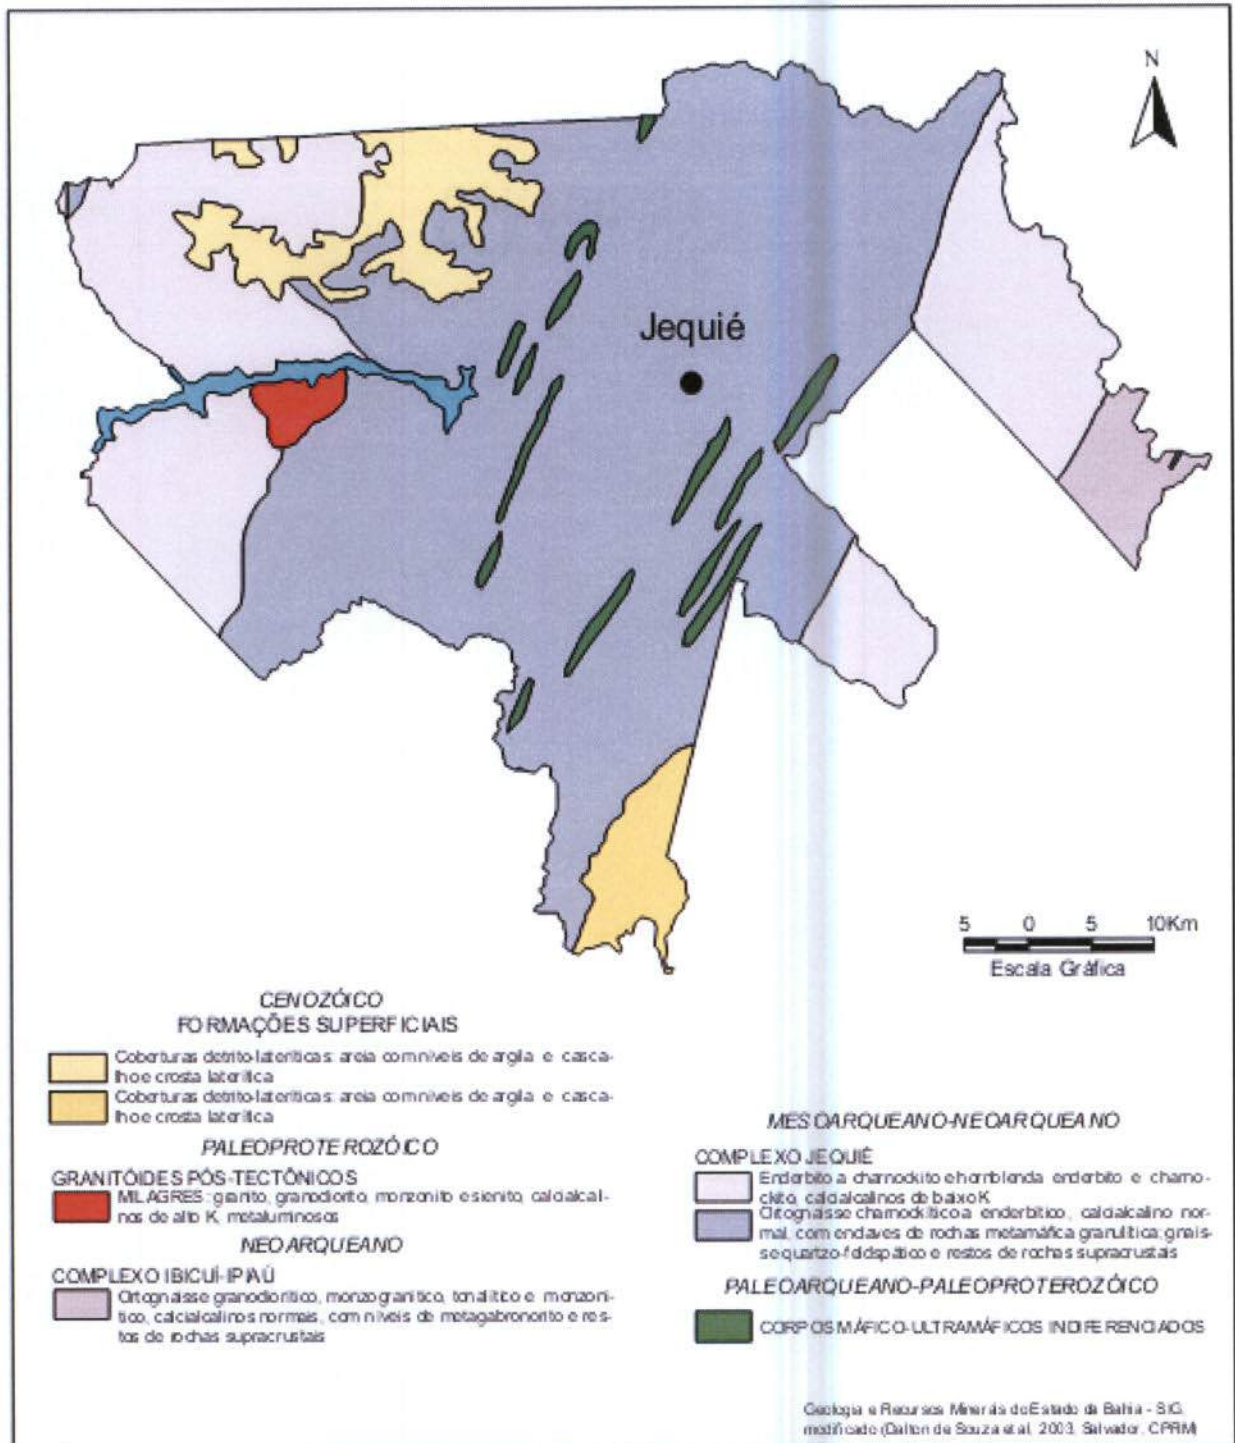 N
Jequié
5 0 5 10Km
Escala Gráfica
CENOZÓICO
FORMAÇÕES SUPERFICIAIS
Coberturas detrito-lateríticas: areia com níveis de argila e casca-
lho e crosta laterítica
Coberturas detrito-lateríticas: areia com níveis de argila e casca-
lho e crosta laterítica
PALEOPROTEROZÓICO
GRANITÓIDES PÓS-TECTÔNICOS
MILAGRES: granito, granodiorito, monzonito e sienito, calcialcali-
nos de alto K, metaluminosos
NEOARQUEANO
COMPLEXO IBICUÍ-IPIAÚ
Ortognaisse granodiorítico, monzogranítico, tonalítico e monzoní-
tico, calcialcalinos normais, com níveis de metagabronorito e res-
tos de rochas supracrustais
MESOARQUEANO-NEOARQUEANO
COMPLEXO JEQUIÉ
Enderbito a charnockito e hornblenda enderbito e charno-
ckito, calcialcalinos de baixo K
Ortognaisse charnockítico a enderbítico, calcialcalino nor-
mal, com enclaves de rochas metamáfica granulítica; gnais-
se quartzo-feldspático e restos de rochas supracrustais
PALEOARQUEANO-PALEOPROTEROZÓICO
CORPOS MÁFICO-ULTRAMÁFICOS INDIFERENCIADOS
Geologia e Recursos Minerais do Estado da Bahia - SIG,
modificado (Dalton de Souza et al, 2003, Salvador, CPRM)